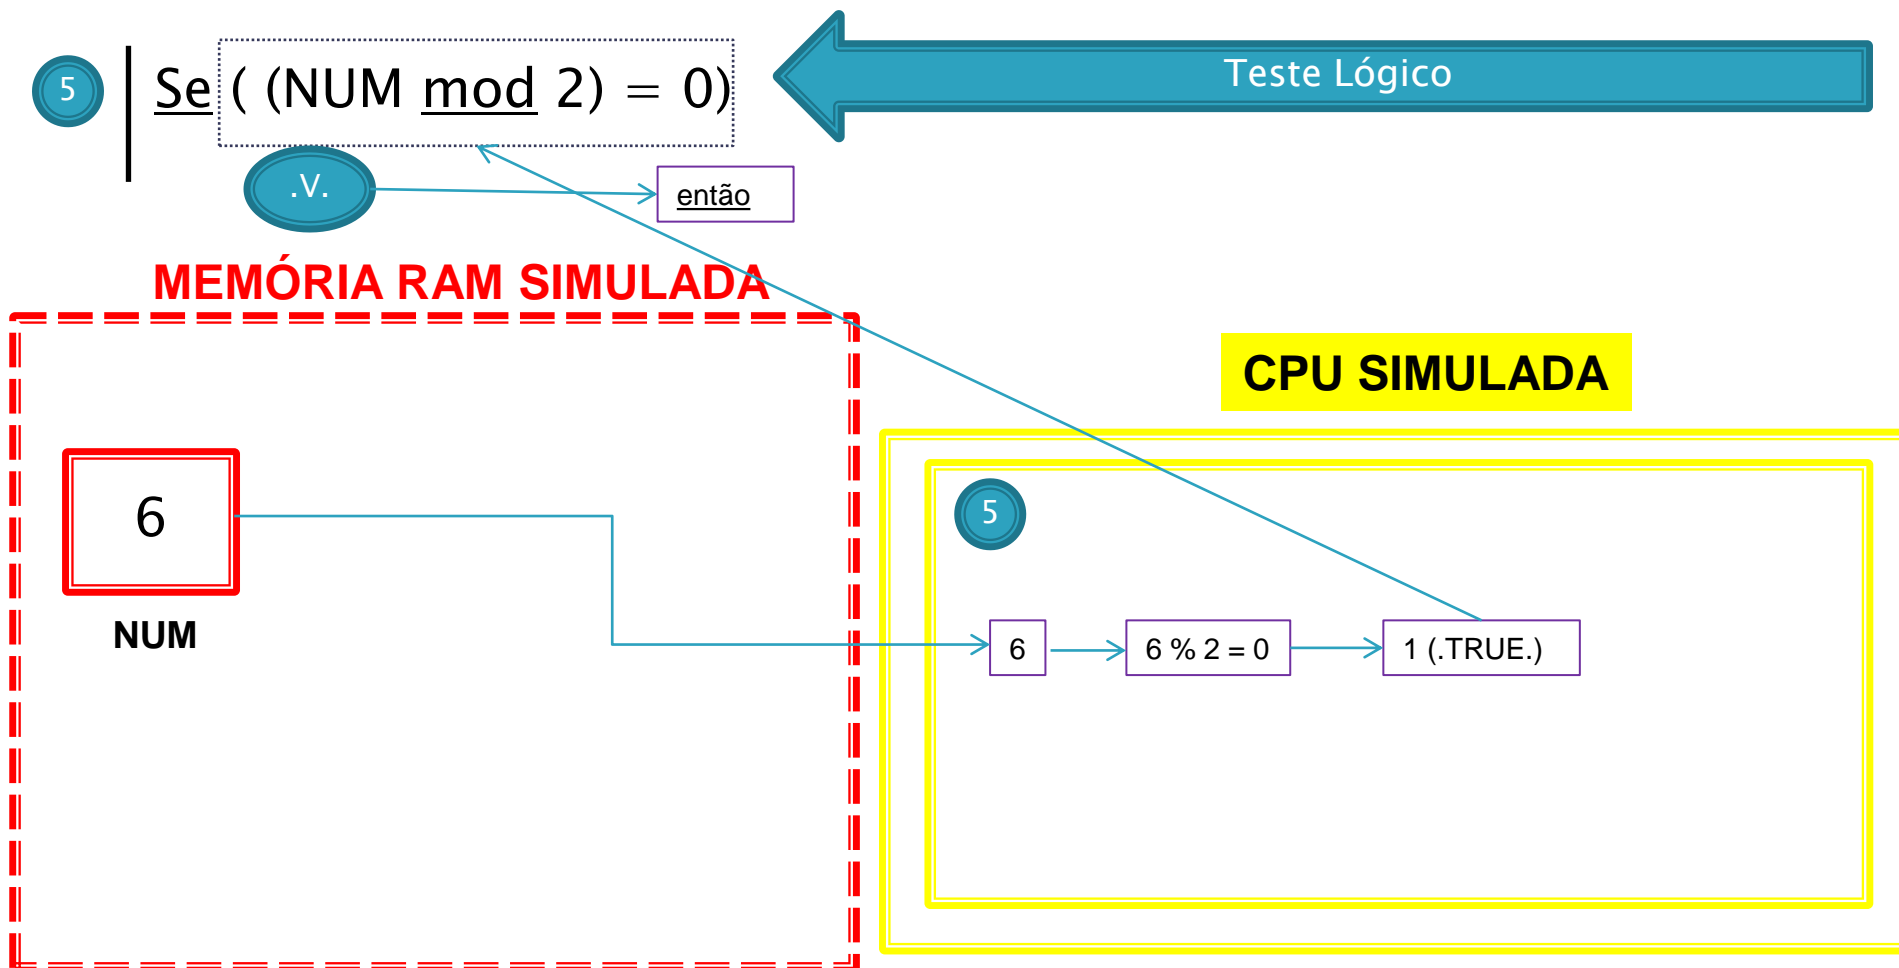 5
Se ( (NUM mod 2) = 0)
Teste Lógico
.V.
então
MEMÓRIA RAM SIMULADA
CPU SIMULADA
6
NUM
5
6
6 % 2 = 0
1 (.TRUE.)